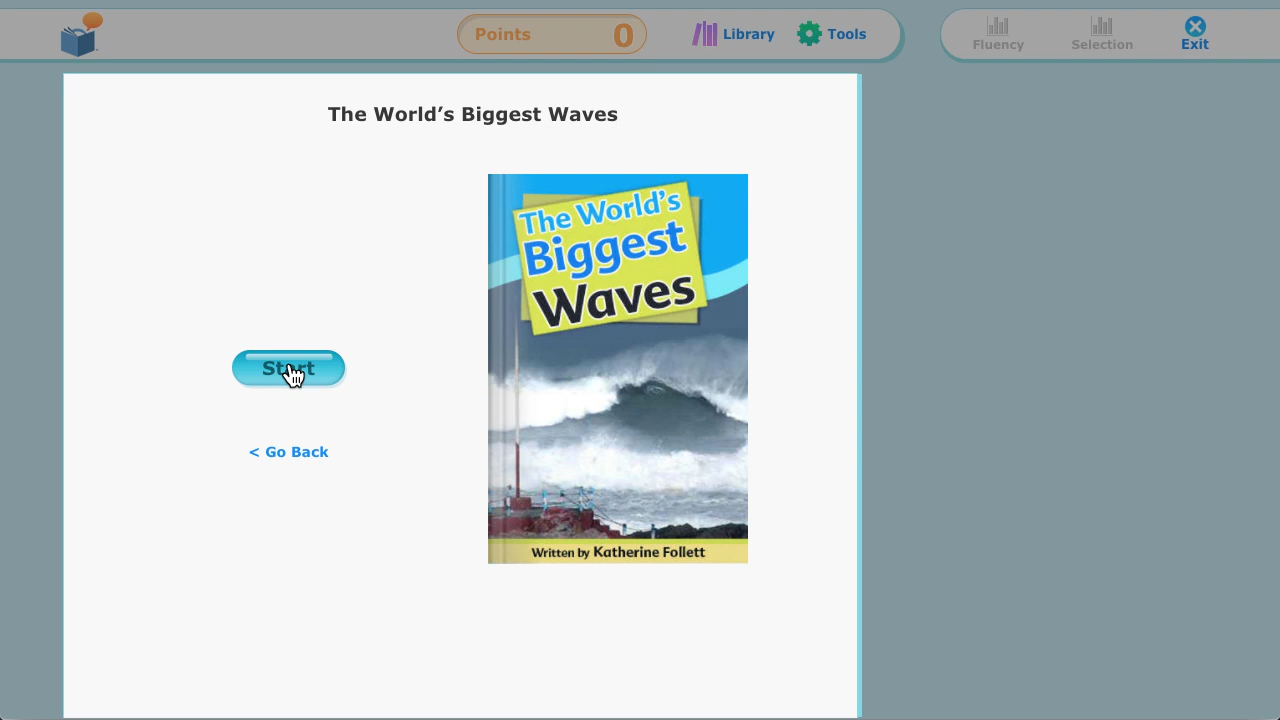 Points 0 Library Tools Fluency Selection Exit
The World’s Biggest Waves
The World's
Biggest
Waves
Start
< Go Back
Written by Katherine Follett